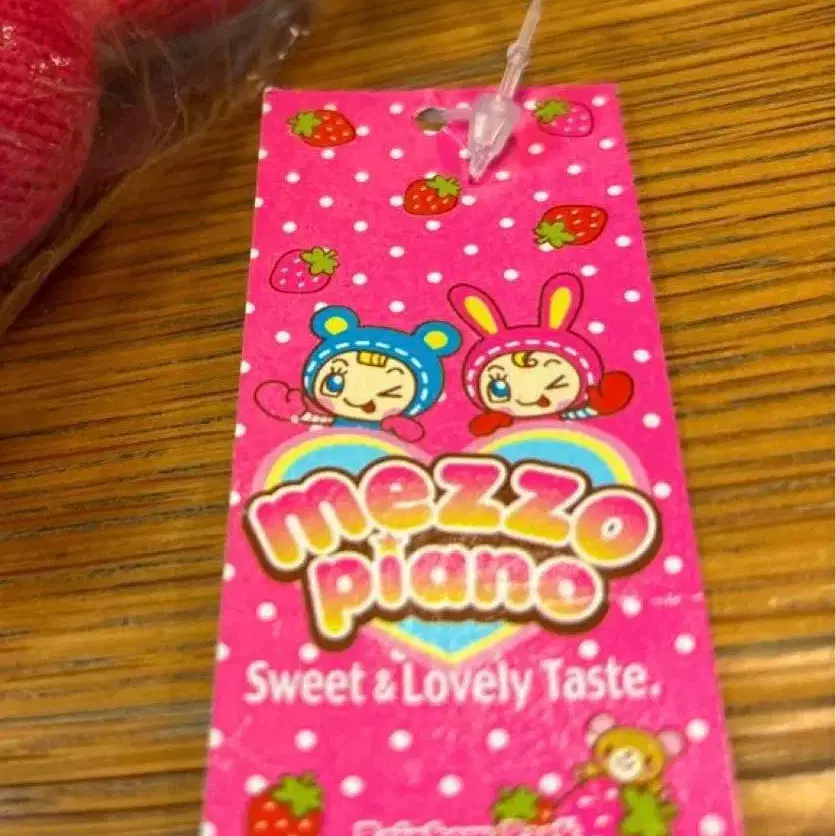 mezzo
piano
Sweet & Lovely Taste.